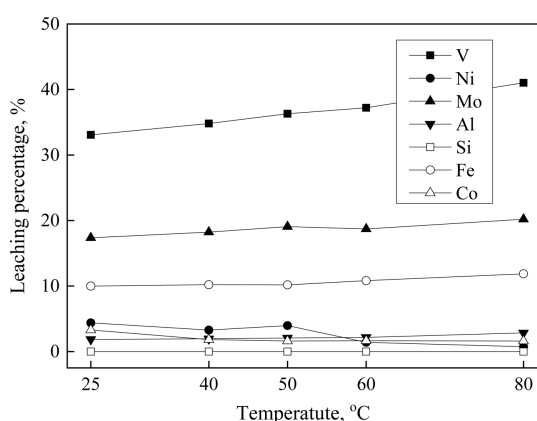 50
40
30
20
10
0
Leaching percentage, %
V
Ni
Mo
Al
Si
Fe
Co
25 40 50 60 80
Temperatute, °C